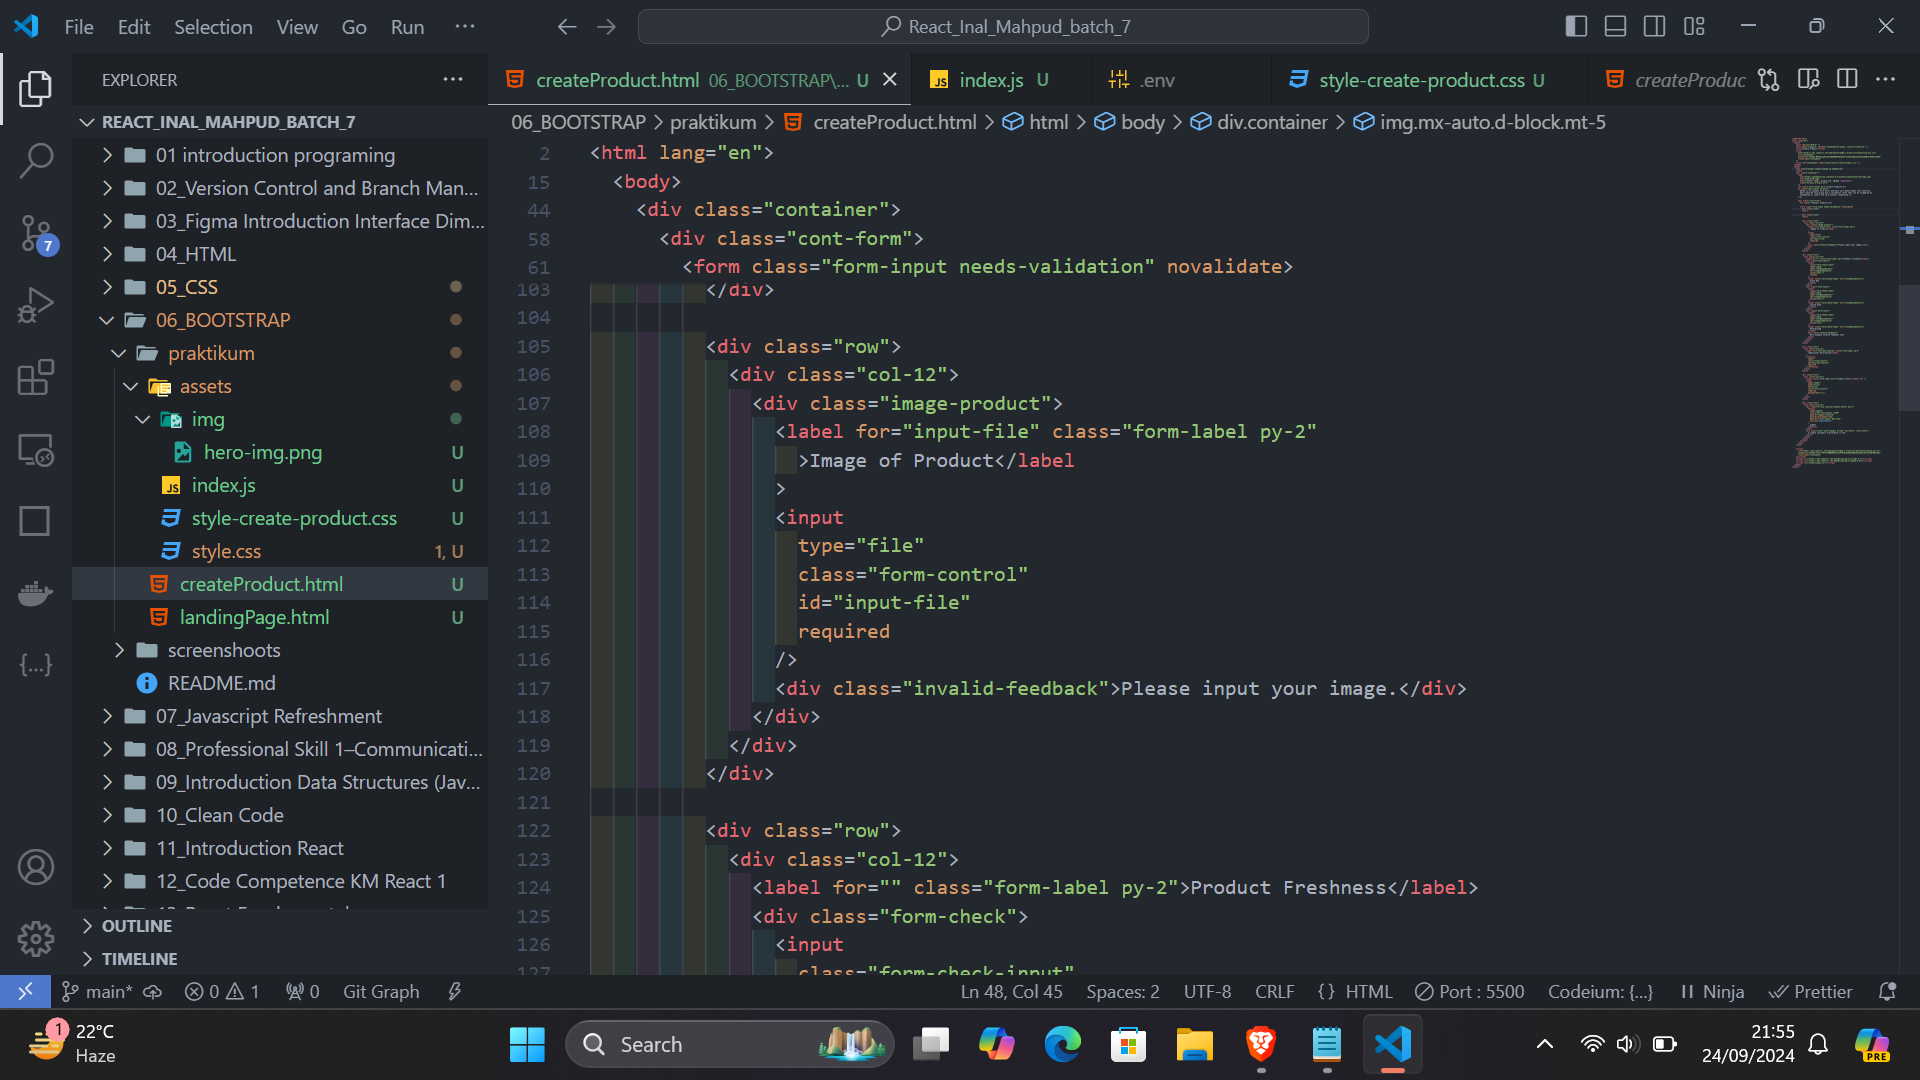 File Edit Selection View Go Run ···
React_Inal_Mahpud_batch_7
EXPLORER
REACT_INAL_MAHPUD_BATCH_7
01 introduction programing
02_Version Control and Branch Man...
03_Figma Introduction Interface Dim...
04_HTML
05_CSS
06_BOOTSTRAP
praktikum
assets
img
hero-img.png U
index.js U
style-create-product.css U
style.css 1, U
createProduct.html U
landingPage.html U
screenshoots
README.md
07_Javascript Refreshment
08_Professional Skill 1–Communicati...
09_Introduction Data Structures (Jav...
10_Clean Code
11_Introduction React
12_Code Competence KM React 1
OUTLINE
TIMELINE
7
createProduct.html 06_BOOTSTRAP\... U
index.js U
.env
style-create-product.css U
createProduc
06_BOOTSTRAP > praktikum > createProduct.html > html > body > div.container > img.mx-auto.d-block.mt-5
2 <html lang="en">
15 <body>
44 <div class="container">
58 <div class="cont-form">
61 <form class="form-input needs-validation" novalidate>
103 </div>
104
105 <div class="row">
106 <div class="col-12">
107 <div class="image-product">
108 <label for="input-file" class="form-label py-2"
109 >Image of Product</label
110 >
111 <input
112 type="file"
113 class="form-control"
114 id="input-file"
115 required
116 />
117 <div class="invalid-feedback">Please input your image.</div>
118 </div>
119 </div>
120 </div>
121
122 <div class="row">
123 <div class="col-12">
124 <label for="" class="form-label py-2">Product Freshness</label>
125 <div class="form-check">
126 <input
127 class="form-check-input"
main* 0 1 0 Git Graph
Ln 48, Col 45 Spaces: 2 UTF-8 CRLF {} HTML Port : 5500 Codeium: {...} Ninja Prettier
1 22°C
Haze
Search
21:55
24/09/2024
PRE